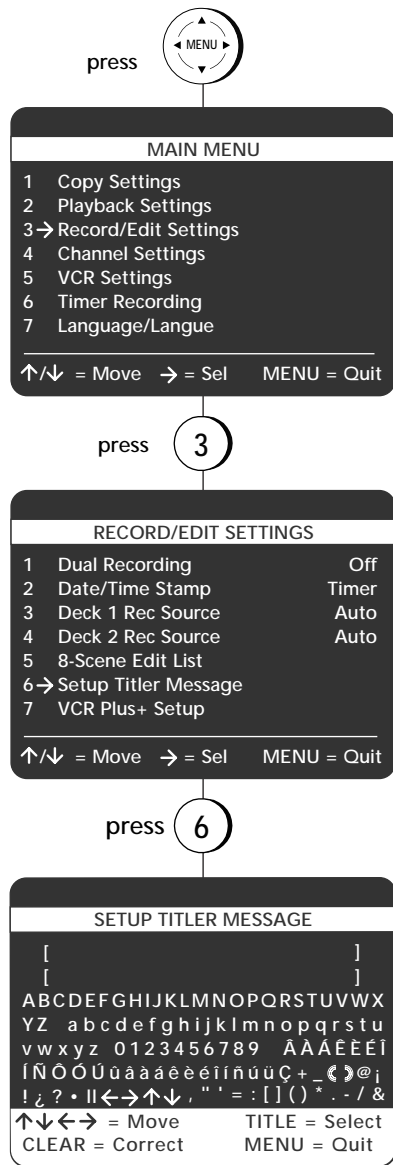 press
MENU
MAIN MENU
1 Copy Settings
2 Playback Settings
3→ Record/Edit Settings
4 Channel Settings
5 VCR Settings
6 Timer Recording
7 Language/Langue
↑/↓ = Move → = Sel MENU = Quit
press 3
RECORD/EDIT SETTINGS
1 Dual Recording Off
2 Date/Time Stamp Timer
3 Deck 1 Rec Source Auto
4 Deck 2 Rec Source Auto
5 8-Scene Edit List
6→ Setup Titler Message
7 VCR Plus+ Setup
↑/↓ = Move → = Sel MENU = Quit
press 6
SETUP TITLER MESSAGE
[ ]
[ ]
ABCDEFGHIJKLMNOPQRSTUVWX
YZ abcdefghijklmnopqrstu
vwxyz 0123456789 ÂÀÁÊÈÉÎ
ÍÑÔÓÚûâàáêèéîíñúüÇ+_❨❩@¡
!¿?•II←→↑↓,"'=:[]()*.-/&
↑↓←→ = Move TITLE = Select
CLEAR = Correct MENU = Quit